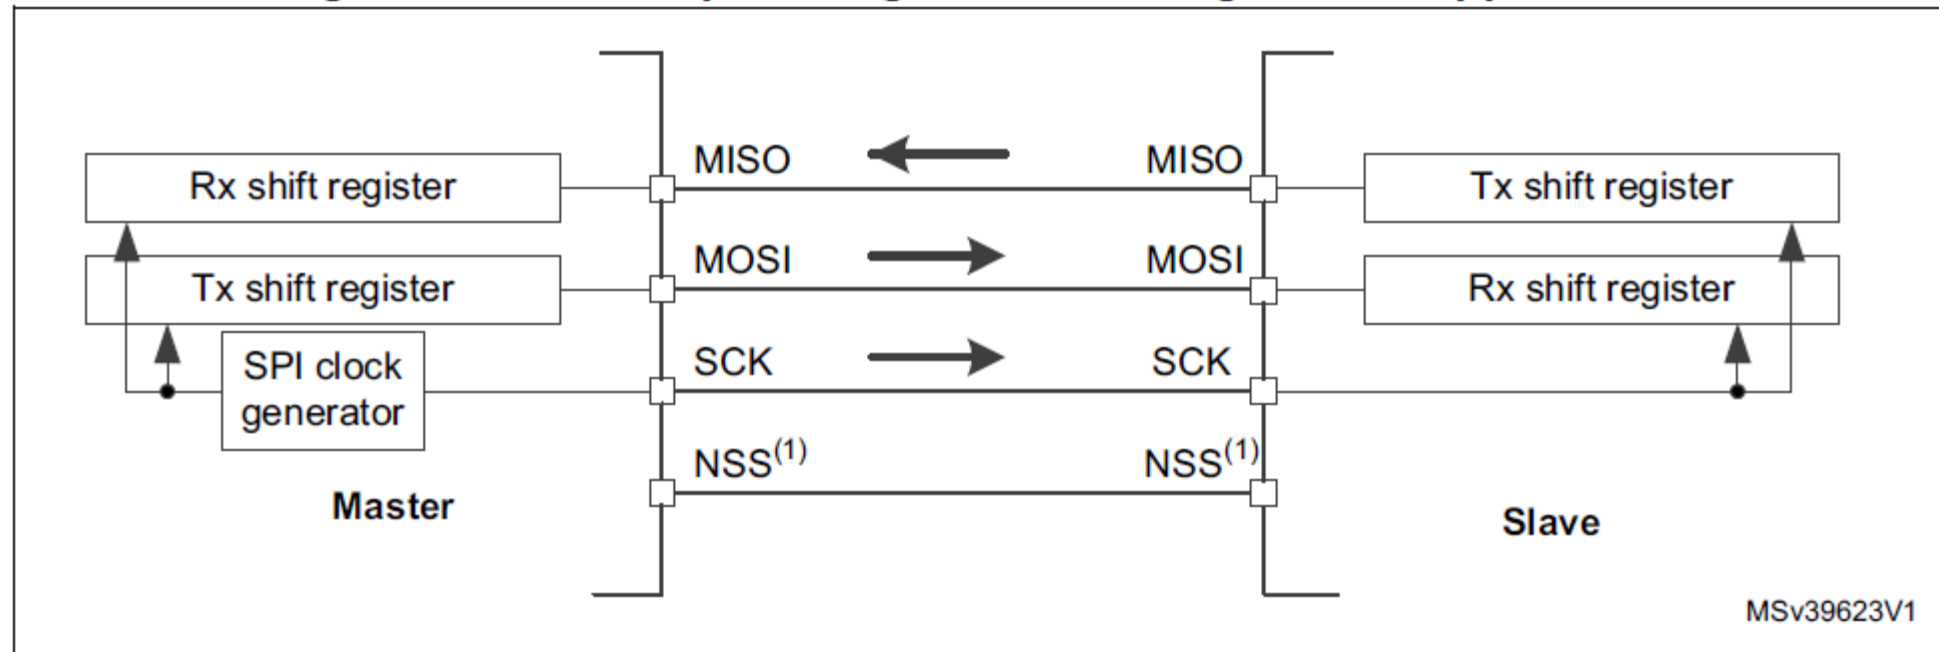 MISO MISO
Rx shift register Tx shift register
MOSI MOSI
Tx shift register Rx shift register
SPI clock
generator
SCK SCK
NSS(1) NSS(1)
Master
Slave
MSv39623V1